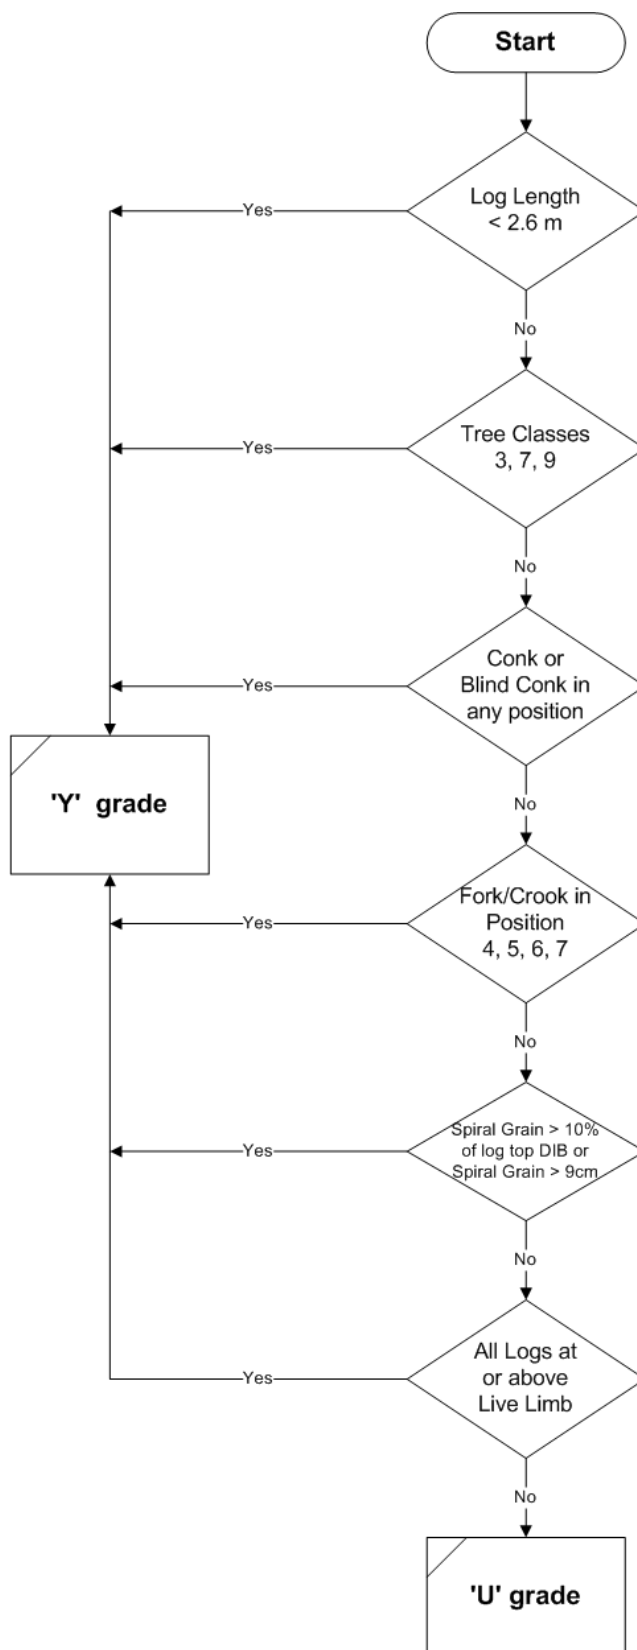 Start
Log Length
< 2.6 m
Yes
No
Tree Classes
3, 7, 9
Yes
No
Conk or
Blind Conk in
any position
Yes
No
'Y' grade
Fork/Crook in
Position
4, 5, 6, 7
Yes
No
Spiral Grain > 10%
of log top DIB or
Spiral Grain > 9cm
Yes
No
All Logs at
or above
Live Limb
Yes
No
'U' grade